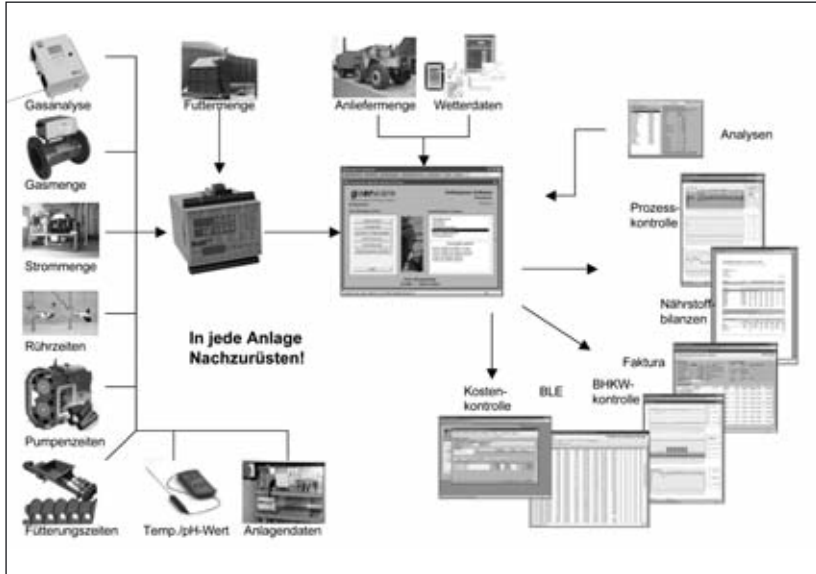 Gasanalyse
Futtermenge
Anliefermenge
Wetterdaten
Analysen
Gasmenge
Prozess-
kontrolle
Strommenge
Nährstoff-
bilanzen
Rührzeiten
In jede Anlage
Nachzurüsten!
Faktura
Kosten-
kontrolle
BLE
BHKW-
kontrolle
Pumpenzeiten
Fütterungszeiten
Temp./pH-Wert
Anlagendaten